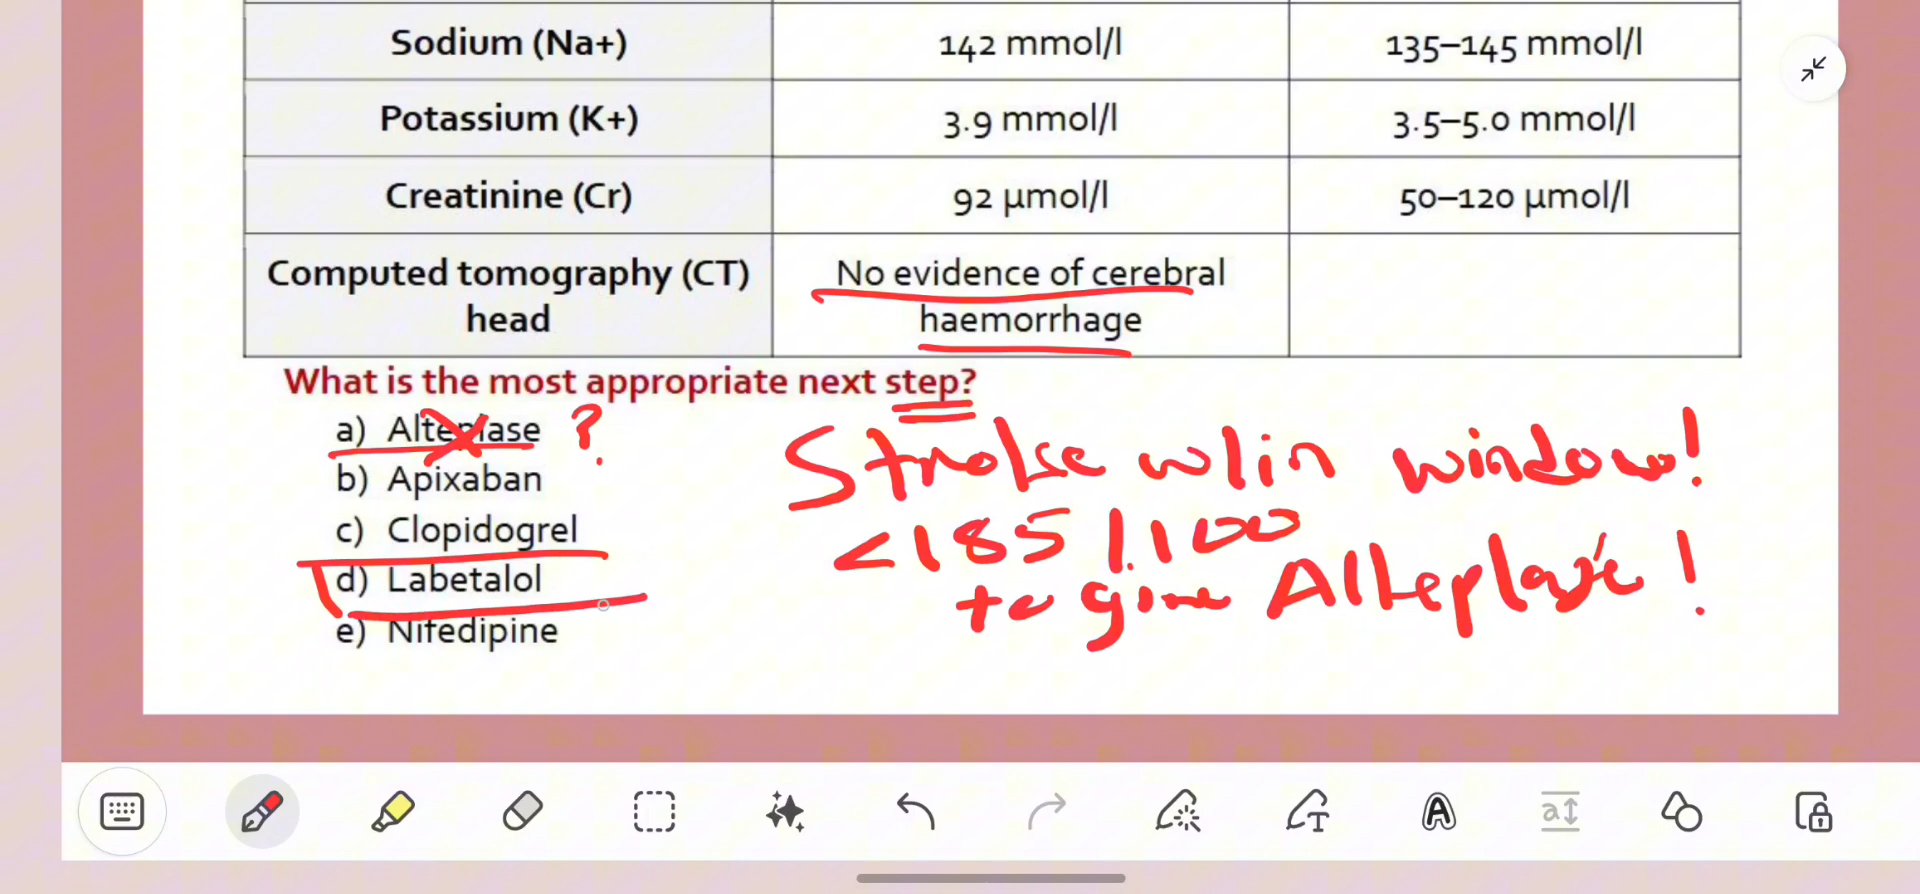 Sodium (Na+) 142 mmol/l 135–145 mmol/l
Potassium (K+) 3.9 mmol/l 3.5–5.0 mmol/l
Creatinine (Cr) 92 µmol/l 50–120 µmol/l
Computed tomography (CT) head No evidence of cerebral haemorrhage
What is the most appropriate next step?
a) Alteplase ?
b) Apixaban
c) Clopidogrel
d) Labetalol
e) Nifedipine
Stroke w/in window!
<185/100
to give Alteplase!